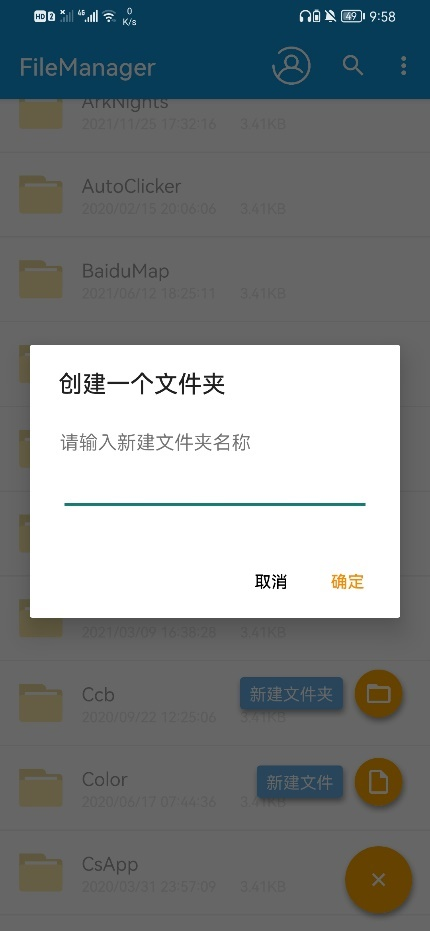 HD 2 4G 0 K/s 49 9:58
FileManager
ArkNights
2021/11/25 17:32:16 3.41KB
AutoClicker
2020/02/15 20:06:06 3.41KB
BaiduMap
2021/06/12 18:25:11 3.41KB
创建一个文件夹
请输入新建文件夹名称
取消 确定
2021/03/09 16:38:28 3.41KB
Ccb
新建文件夹
2020/09/22 12:25:06 3.41KB
Color
新建文件
2020/06/17 07:44:36 3.41KB
CsApp
2020/03/31 23:57:09 3.41KB